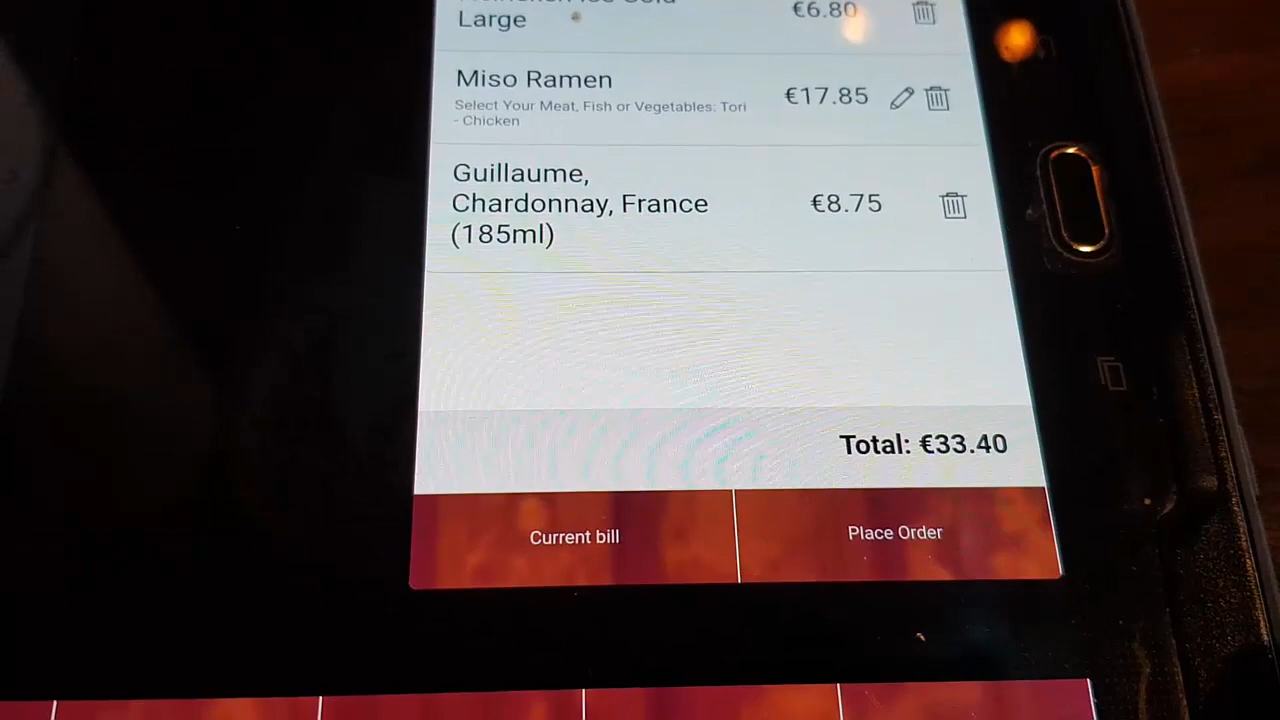 Large
€6.80
Miso Ramen
€17.85
Select Your Meat, Fish or Vegetables: Tori
- Chicken
Guillaume,
Chardonnay, France
(185ml)
€8.75
Total: €33.40
Current bill
Place Order